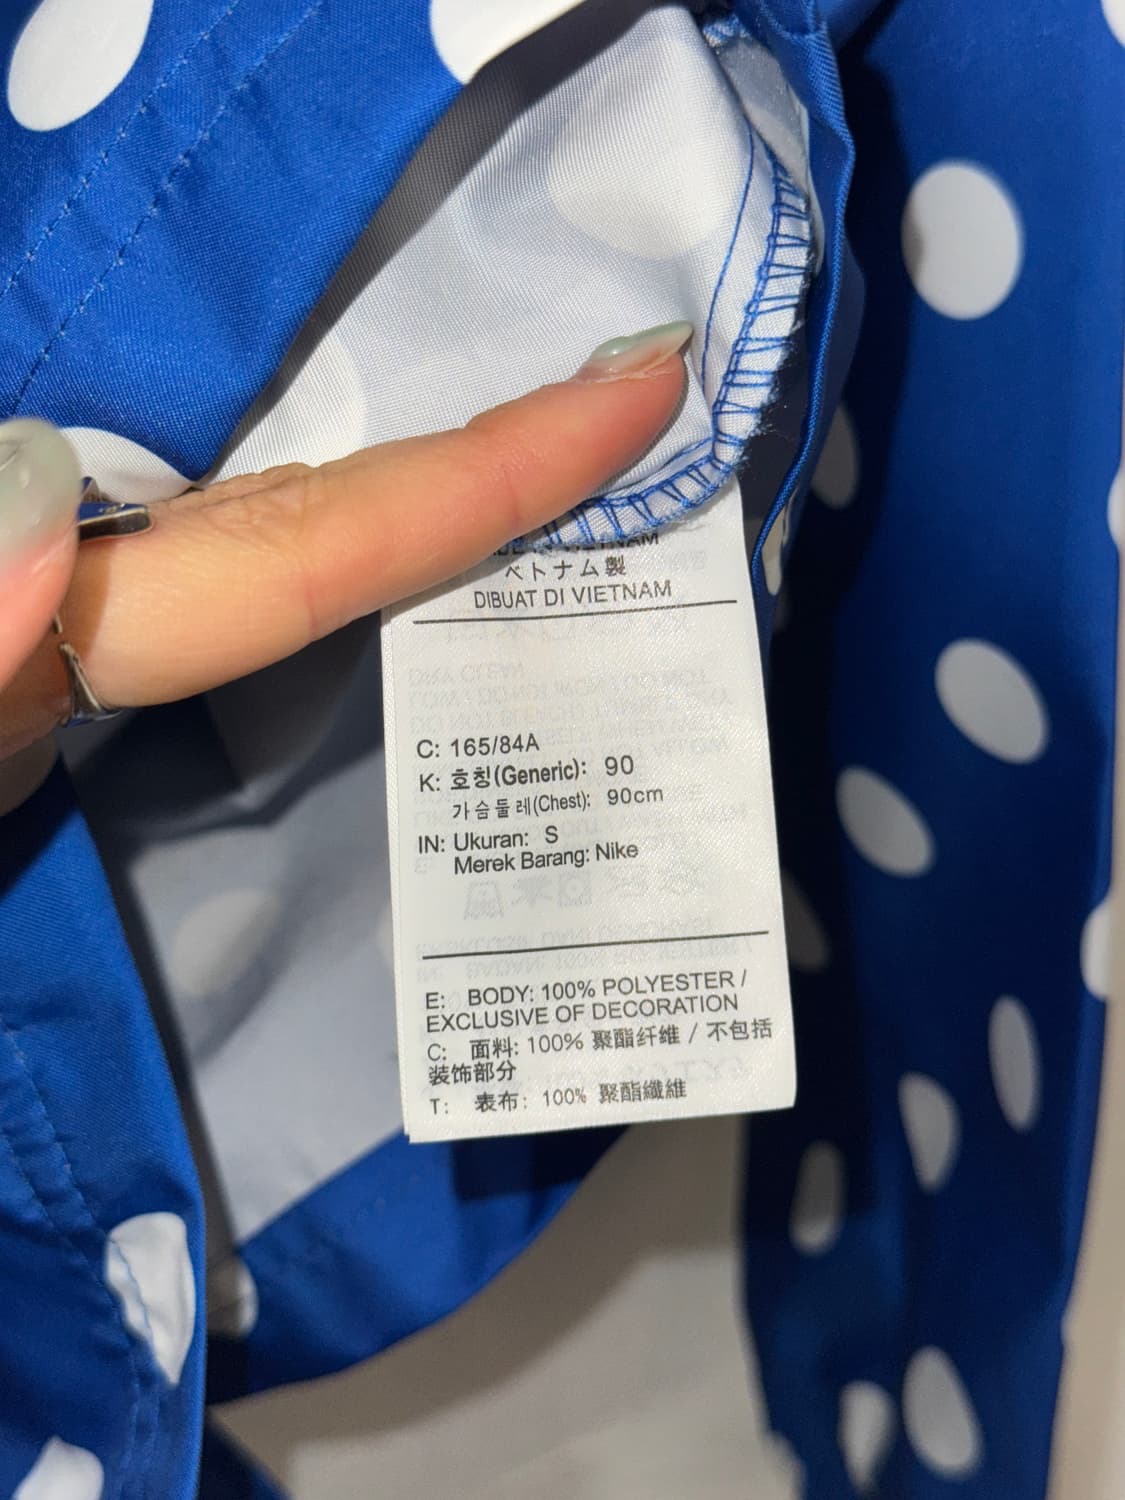 VIETNAM
ベトナム製
DIBUAT DI VIETNAM
C: 165/84A
K: 호칭(Generic): 90
가슴둘레(Chest): 90cm
IN: Ukuran: S
Merek Barang: Nike
E: BODY: 100% POLYESTER /
EXCLUSIVE OF DECORATION
C: 面料: 100% 聚酯纤维 / 不包括
装饰部分
T: 表布: 100% 聚酯纖維